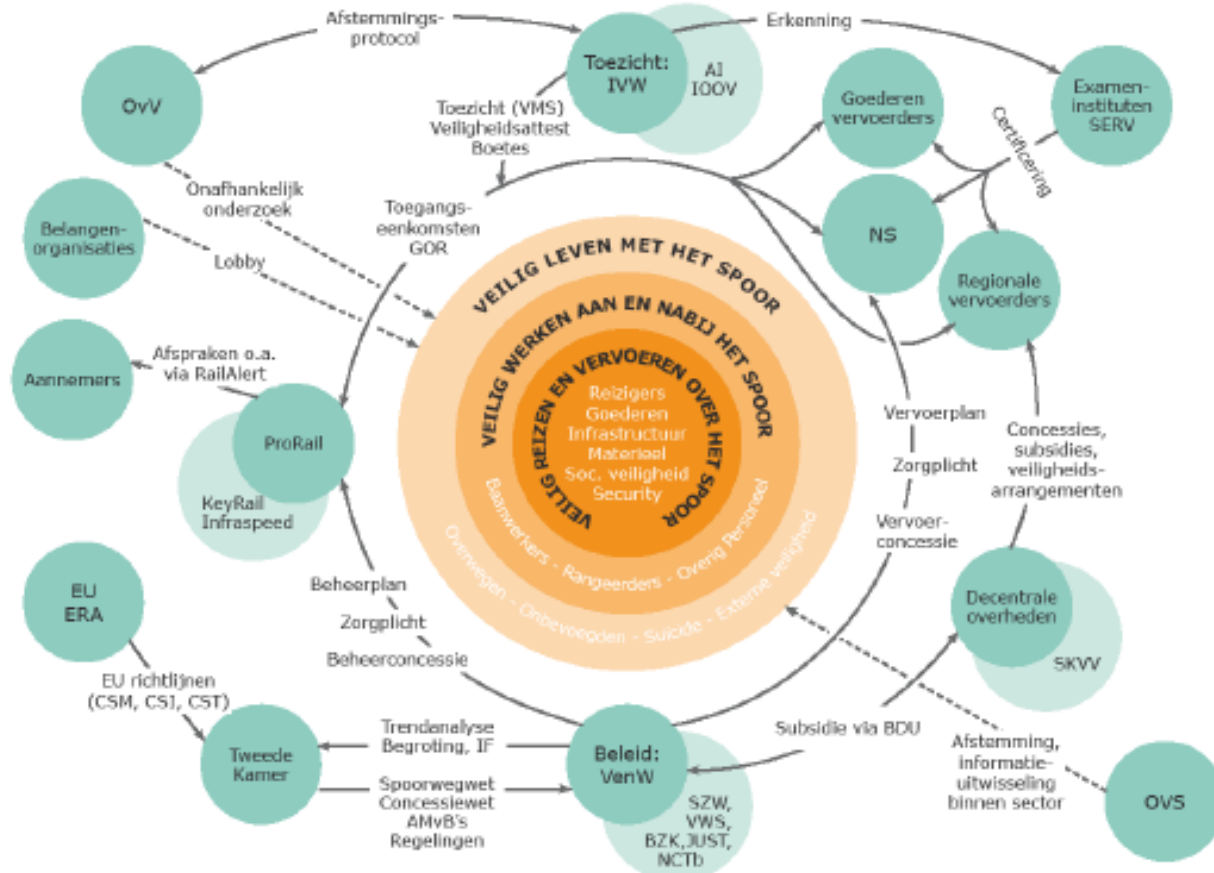 Afstemmings-
protocol
Erkenning
OvV
Toezicht:
IVW
AI
IOOV
Goederen
vervoerders
Examen-
instituten
SERV
Toezicht (VMS)
Veiligheidsattest
Boetes
Certificering
Onafhankelijk
onderzoek
Belangen-
organisaties
Lobby
Toegangs-
eenkomsten
GOR
NS
Regionale
vervoerders
VEILIG LEVEN MET HET SPOOR
VEILIG WERKEN AAN EN NABIJ HET SPOOR
VEILIG REIZEN EN VERVOEREN OVER HET SPOOR
Reizigers
Goederen
Infrastructuur
Materieel
Soc. veiligheid
Security
Baanwerkers - Rangeerders - Overig Personeel
Overwegen - Onbevoegden - Suicide - Externe veiligheid
Aannemers
Afspraken o.a.
via RailAlert
ProRail
KeyRail
Infraspeed
Vervoerplan
Zorgplicht
Vervoer-
concessie
Concessies,
subsidies,
veiligheids-
arrangementen
EU
ERA
Beheerplan
Zorgplicht
Beheerconcessie
Decentrale
overheden
SKVV
EU richtlijnen
(CSM, CSI, CST)
Tweede
Kamer
Trendanalyse
Begroting, IF
Spoorwegwet
Concessiewet
AMvB's
Regelingen
Beleid:
VenW
SZW,
VWS,
BZK,JUST,
NCTb
Subsidie via BDU
Afstemming,
informatie-
uitwisseling
binnen sector
OVS